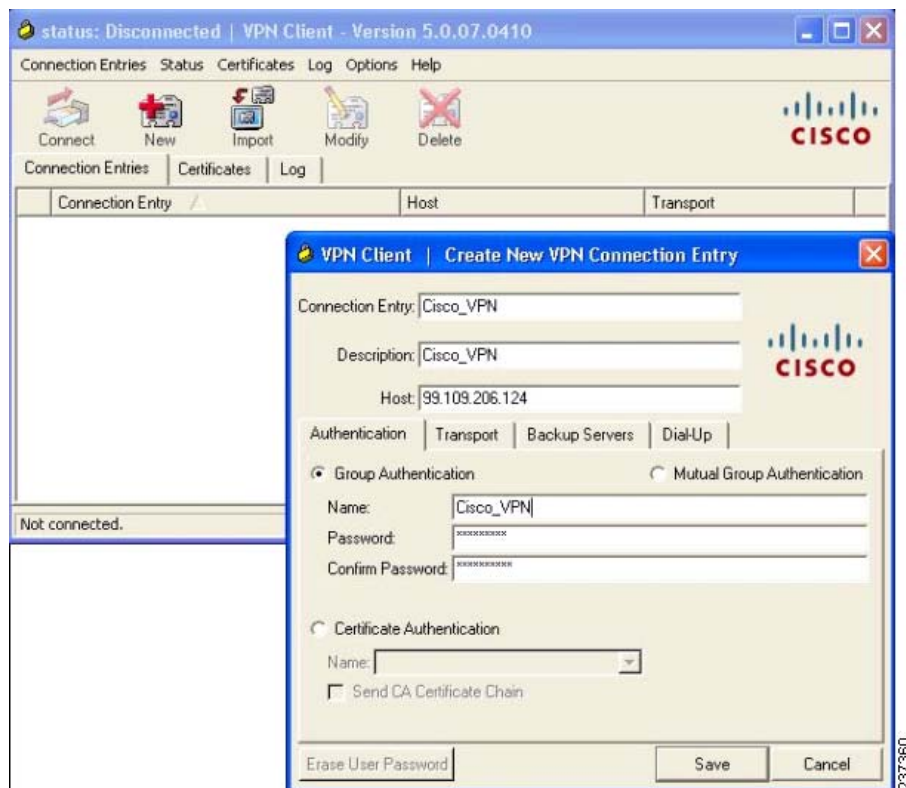 status: Disconnected | VPN Client - Version 5.0.07.0410
Connection Entries Status Certificates Log Options Help
Connect New Import Modify Delete
CISCO
Connection Entries Certificates Log
Connection Entry Host Transport
VPN Client | Create New VPN Connection Entry
Connection Entry: Cisco_VPN
Description: Cisco_VPN
CISCO
Host: 99.109.206.124
Authentication Transport Backup Servers Dial-Up
Group Authentication Mutual Group Authentication
Name: Cisco_VPN
Password: *********
Confirm Password: **********
Certificate Authentication
Name:
Send CA Certificate Chain
Erase User Password Save Cancel
Not connected.
237360